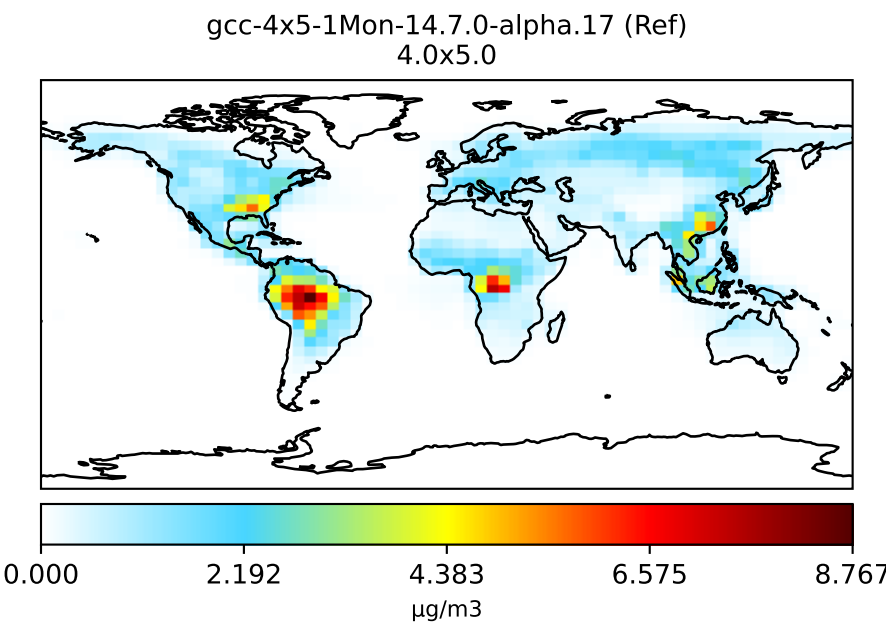 gcc-4x5-1Mon-14.7.0-alpha.17 (Ref)
4.0x5.0
0.000 2.192 4.383 6.575 8.767
μg/m3